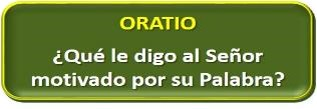 ORATIO
¿Qué le digo al Señor
motivado por su Palabra?